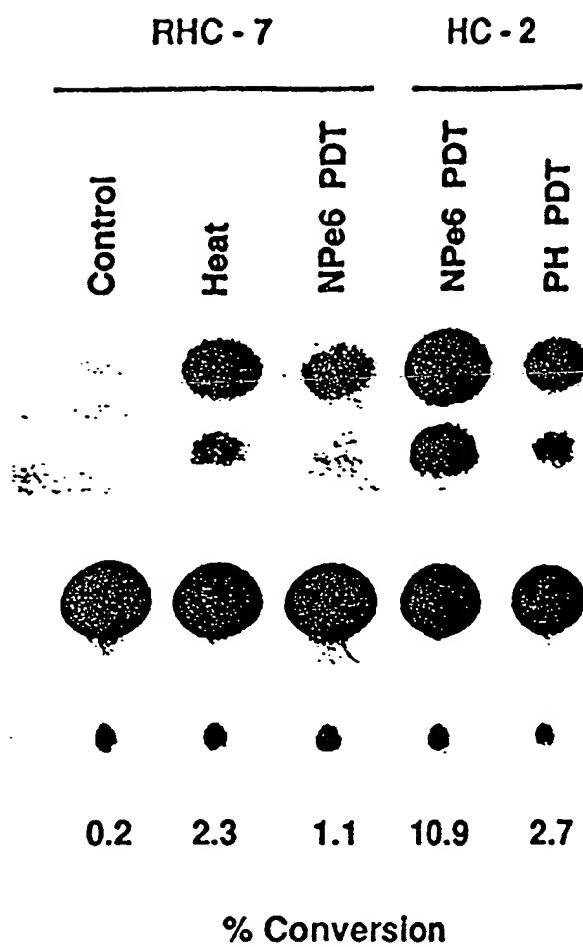 RHC - 7 HC - 2
Control Heat NPe6 PDT NPe6 PDT PH PDT
0.2 2.3 1.1 10.9 2.7
% Conversion